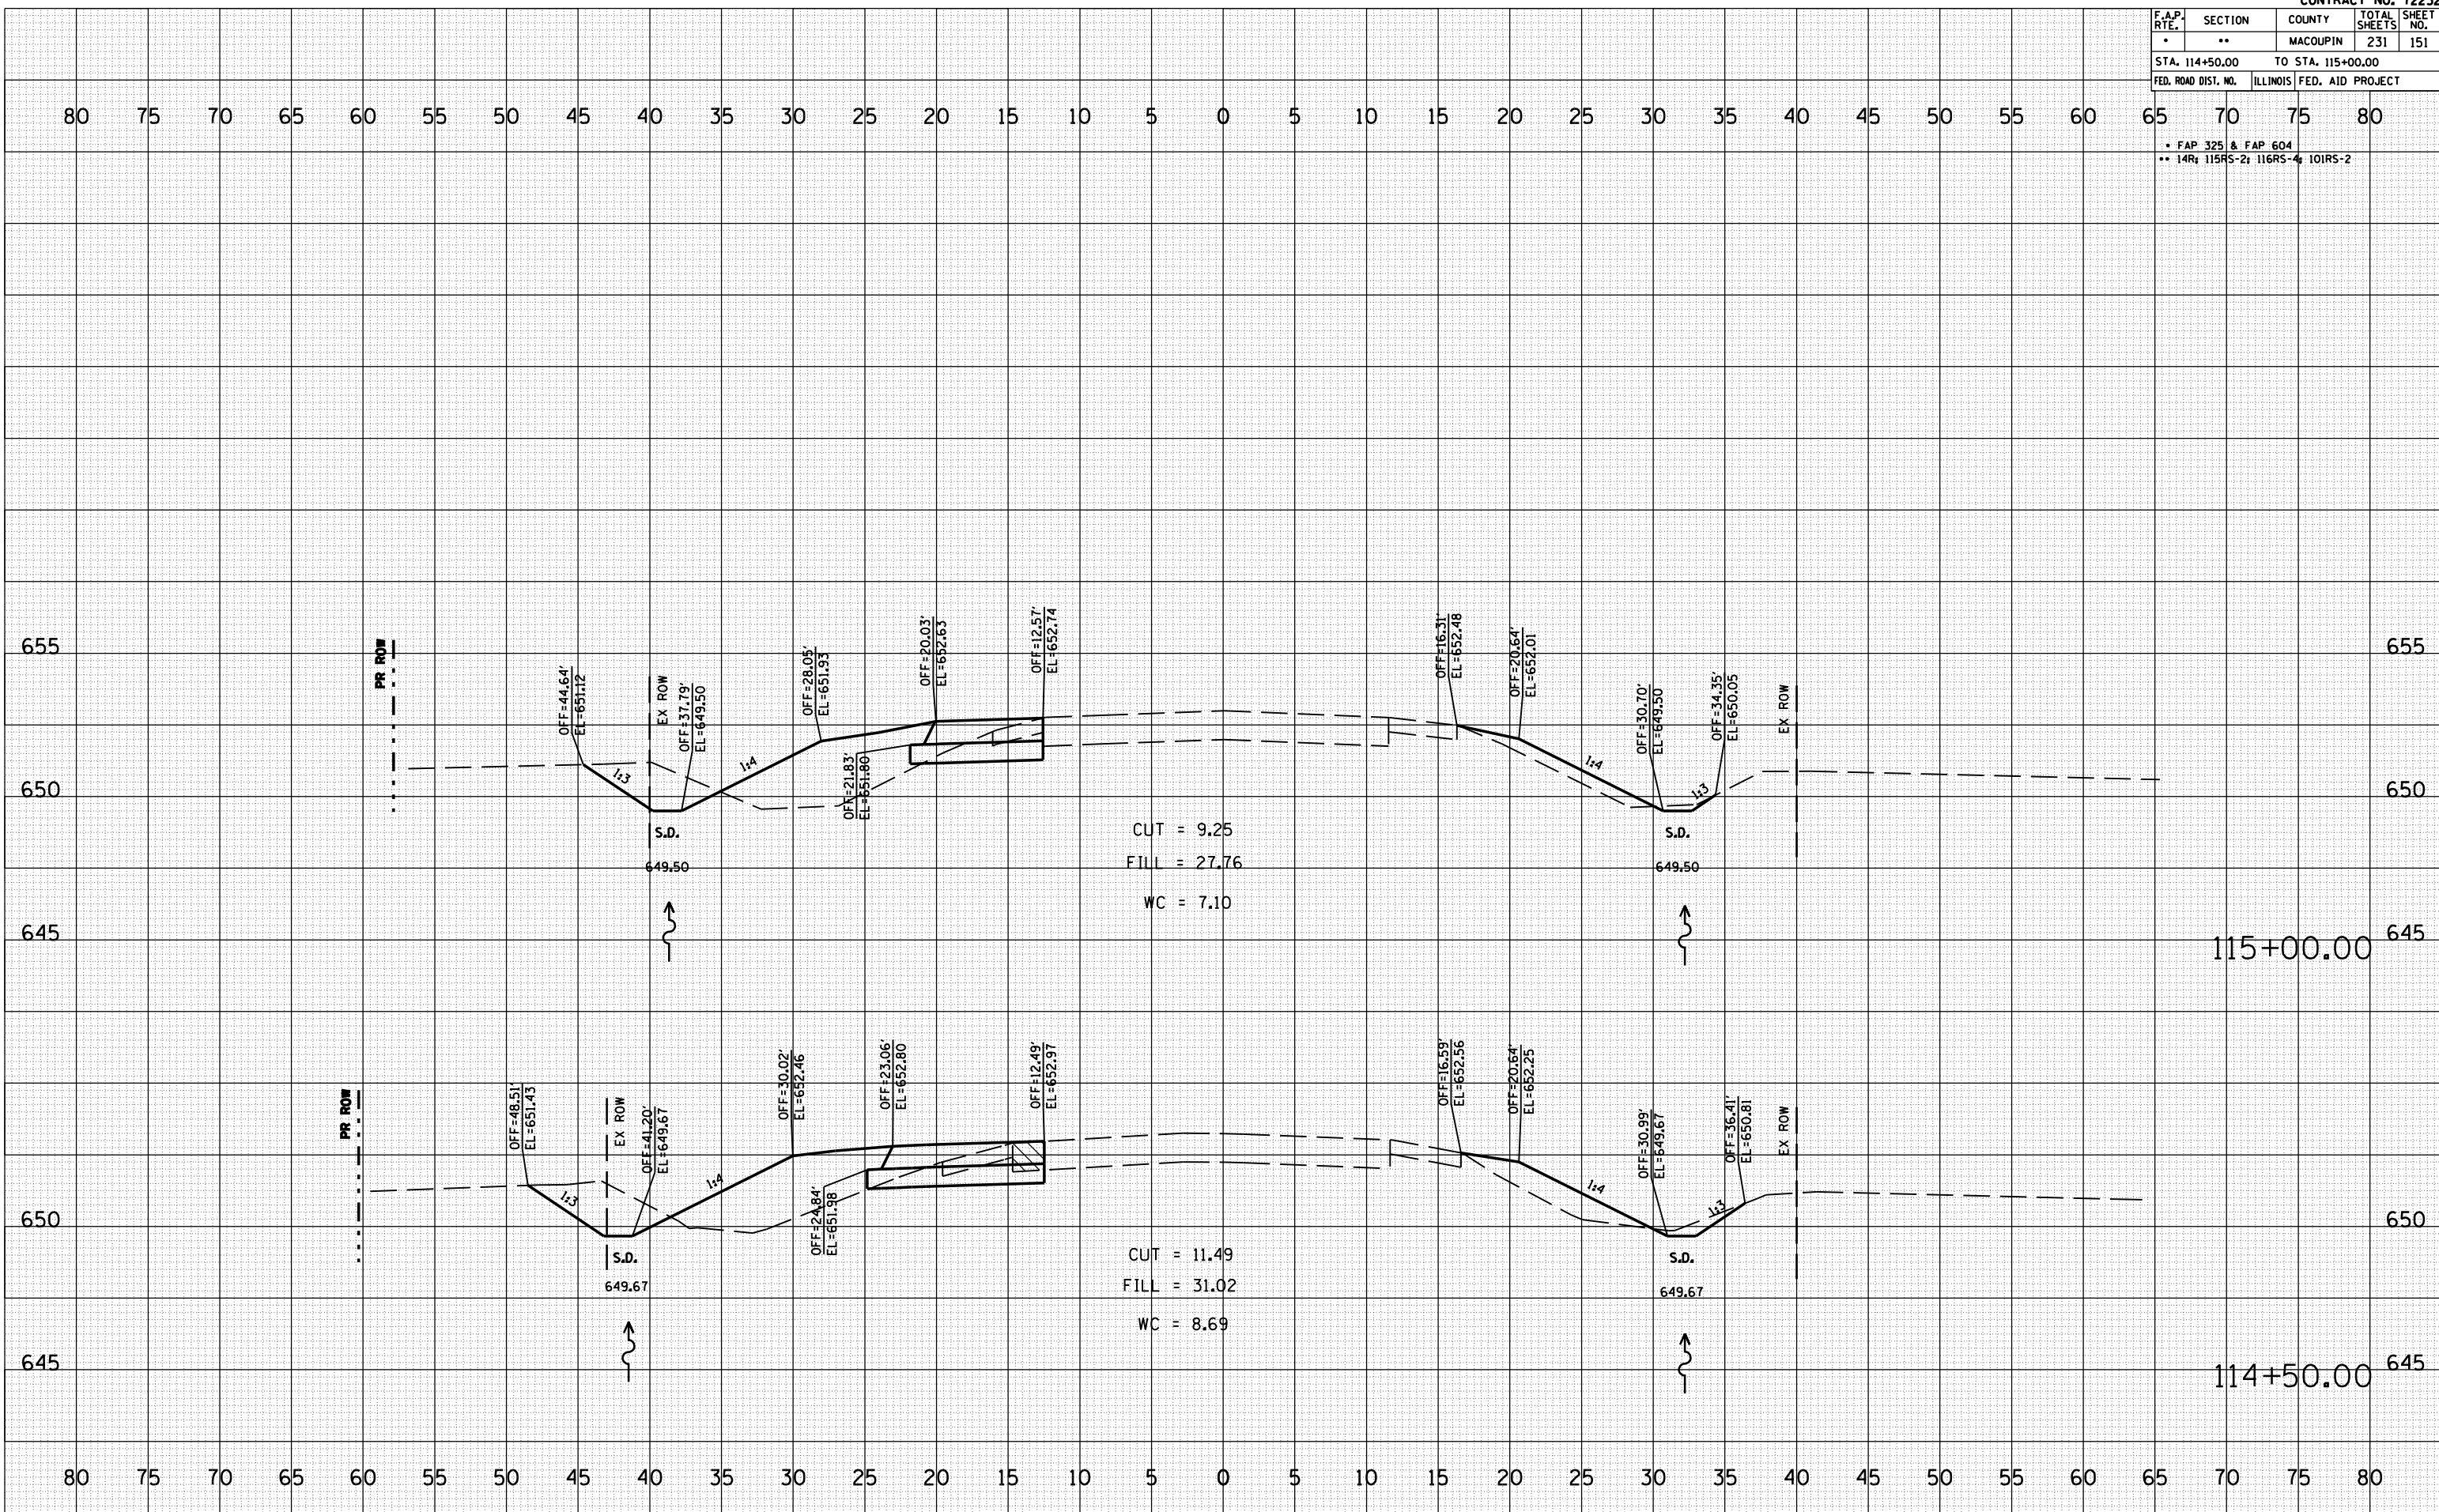 F.A.P. RTE. SECTION COUNTY TOTAL SHEETS SHEET NO.
• •• MACOUPIN 231 151
STA. 114+50.00 TO STA. 115+00.00
FED. ROAD DIST. NO. ILLINOIS FED. AID PROJECT
80 75 70 65 60 55 50 45 40 35 30 25 20 15 10 5 0 5 10 15 20 25 30 35 40 45 50 55 60 65 70 75 80
• FAP 325 & FAP 604
•• 14R; 115RS-2; 116RS-4; 101RS-2
655
655
PR ROW
OFF=44.64'
EL=651.12
EX ROW
OFF=37.79'
EL=649.50
OFF=28.05'
EL=651.93
OFF=21.83'
EL=651.80
OFF=20.03'
EL=652.63
OFF=12.57'
EL=652.74
OFF=16.31'
EL=652.48
OFF=20.64'
EL=652.01
OFF=30.70'
EL=649.50
OFF=34.35'
EL=650.05
EX ROW
1:3
1:4
1:4
1:3
650
650
S.D.
649.50
CUT = 9.25
FILL = 27.76
WC = 7.10
S.D.
649.50
645
645
115+00.00
PR ROW
OFF=48.51'
EL=651.43
EX ROW
OFF=41.20'
EL=649.67
OFF=30.02'
EL=652.46
OFF=24.84'
EL=651.98
OFF=23.06'
EL=652.80
OFF=12.49'
EL=652.97
OFF=16.59'
EL=652.56
OFF=20.64'
EL=652.25
OFF=30.99'
EL=649.67
OFF=36.41'
EL=650.81
EX ROW
1:3
1:4
1:4
1:3
650
650
S.D.
649.67
CUT = 11.49
FILL = 31.02
WC = 8.69
S.D.
649.67
645
645
114+50.00
80 75 70 65 60 55 50 45 40 35 30 25 20 15 10 5 0 5 10 15 20 25 30 35 40 45 50 55 60 65 70 75 80